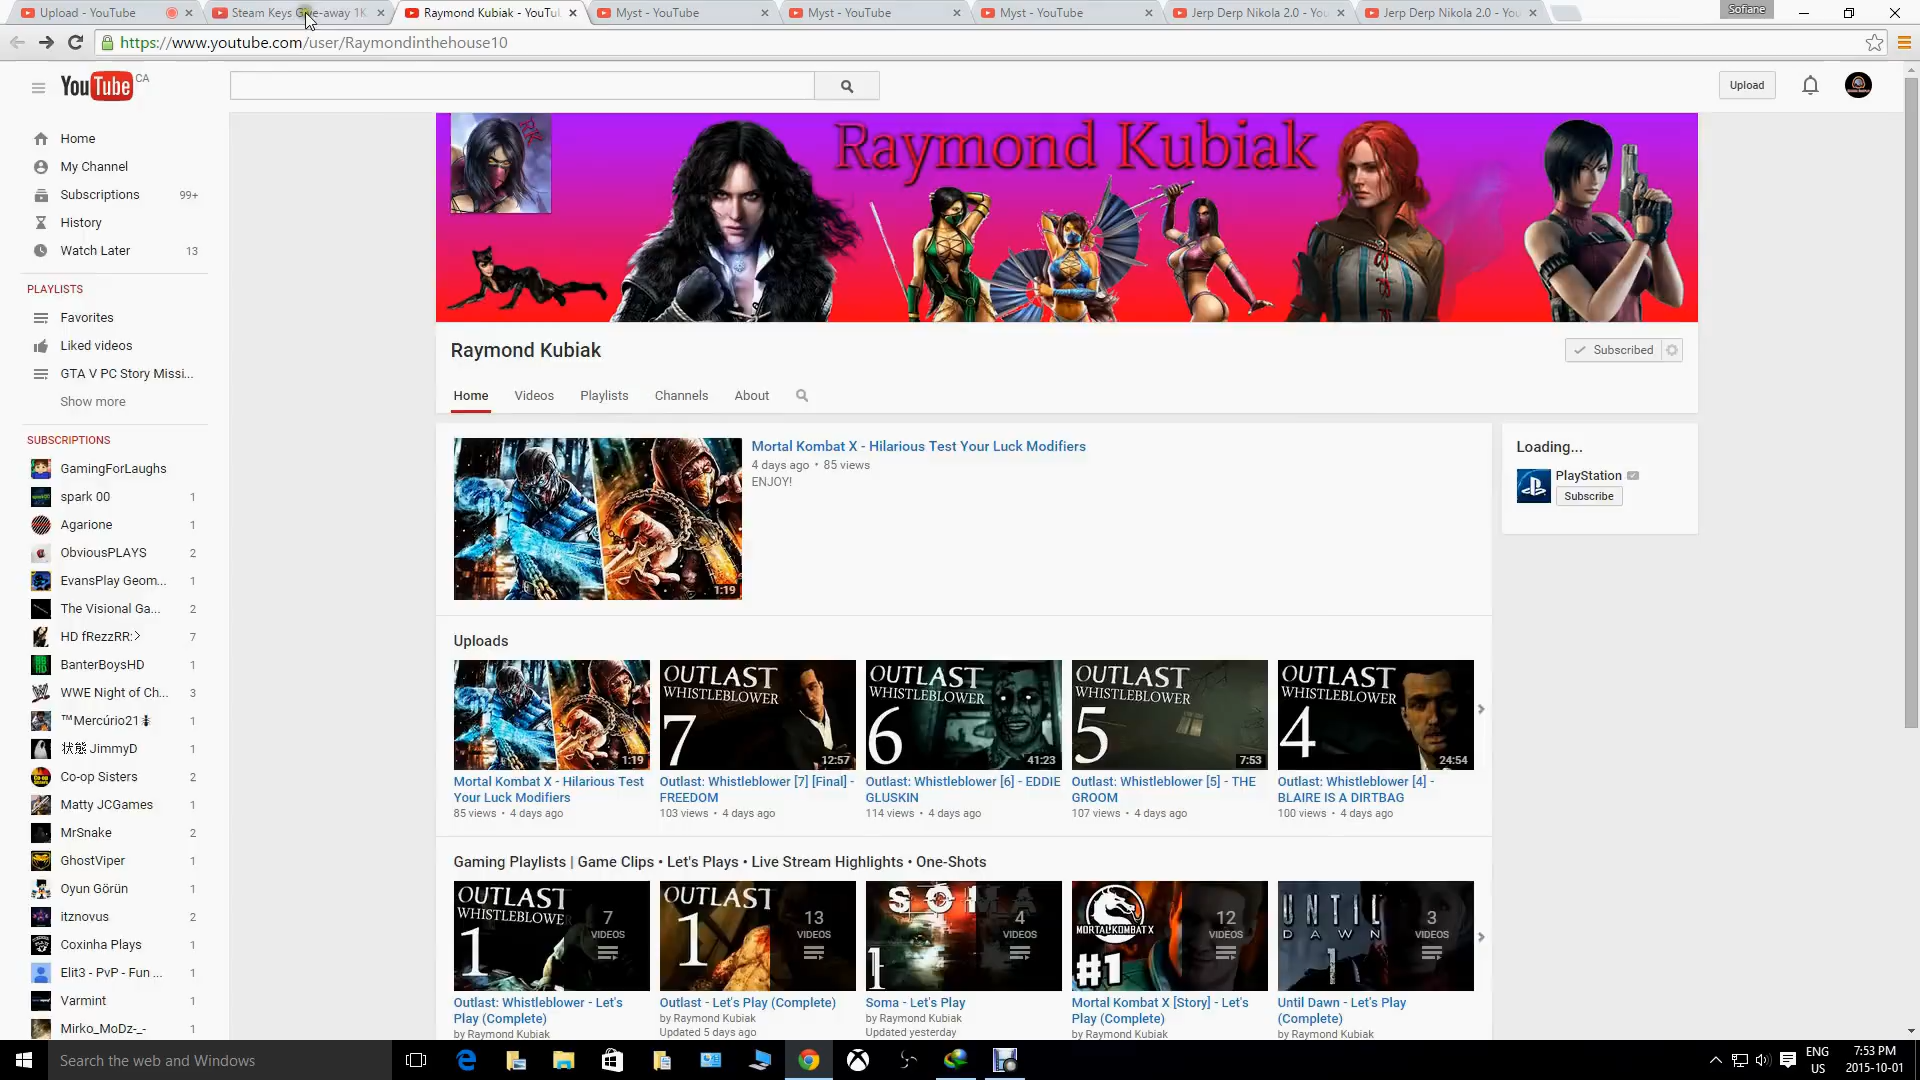 Upload - YouTube
Steam Keys Give-away 1K
Raymond Kubiak - YouTu
Myst - YouTube
Myst - YouTube
Myst - YouTube
Jerp Derp Nikola 2.0 - You
Jerp Derp Nikola 2.0 - You
Sofiane
https://www.youtube.com/user/Raymondinthehouse10
YouTube CA
Upload
Home
My Channel
Subscriptions 99+
History
Watch Later 13
PLAYLISTS
Favorites
Liked videos
GTA V PC Story Missi...
Show more
SUBSCRIPTIONS
GamingForLaughs
spark 00 1
Agarione 1
ObviousPLAYS 2
EvansPlay Geom... 1
The Visional Ga... 2
HD fRezzRR:> 7
BanterBoysHD 1
WWE Night of Ch... 3
™Mercúrio21 1
状態 JimmyD 1
Co-op Sisters 2
Matty JCGames 1
MrSnake 2
GhostViper 1
Oyun Görün 1
itznovus 2
Coxinha Plays 1
Elit3 - PvP - Fun ... 1
Varmint 1
Mirko_MoDz-_- 1
RK
Raymond Kubiak
Raymond Kubiak
Subscribed
Home Videos Playlists Channels About
1:19
Mortal Kombat X - Hilarious Test Your Luck Modifiers
4 days ago • 85 views
ENJOY!
Loading...
PlayStation
Subscribe
Uploads
1:19
OUTLAST
WHISTLEBLOWER
7
12:57
OUTLAST
WHISTLEBLOWER
6
41:23
OUTLAST
WHISTLEBLOWER
5
7:53
OUTLAST
WHISTLEBLOWER
4
24:54
Mortal Kombat X - Hilarious Test
Your Luck Modifiers
85 views • 4 days ago
Outlast: Whistleblower [7] [Final] -
FREEDOM
103 views • 4 days ago
Outlast: Whistleblower [6] - EDDIE
GLUSKIN
114 views • 4 days ago
Outlast: Whistleblower [5] - THE
GROOM
107 views • 4 days ago
Outlast: Whistleblower [4] -
BLAIRE IS A DIRTBAG
100 views • 4 days ago
Gaming Playlists | Game Clips • Let's Plays • Live Stream Highlights • One-Shots
OUTLAST
WHISTLEBLOWE
1
7
VIDEOS
OUTLAST
1
13
VIDEOS
SOM
1
4
VIDEOS
MORTAL KOMBAT X
#1
12
VIDEOS
UNTIL
DAWN
1
3
VIDEOS
Outlast: Whistleblower - Let's
Play (Complete)
by Raymond Kubiak
Outlast - Let's Play (Complete)
by Raymond Kubiak
Updated 5 days ago
Soma - Let's Play
by Raymond Kubiak
Updated yesterday
Mortal Kombat X [Story] - Let's
Play (Complete)
by Raymond Kubiak
Until Dawn - Let's Play
(Complete)
by Raymond Kubiak
Search the web and Windows
ENG
US
7:53 PM
2015-10-01